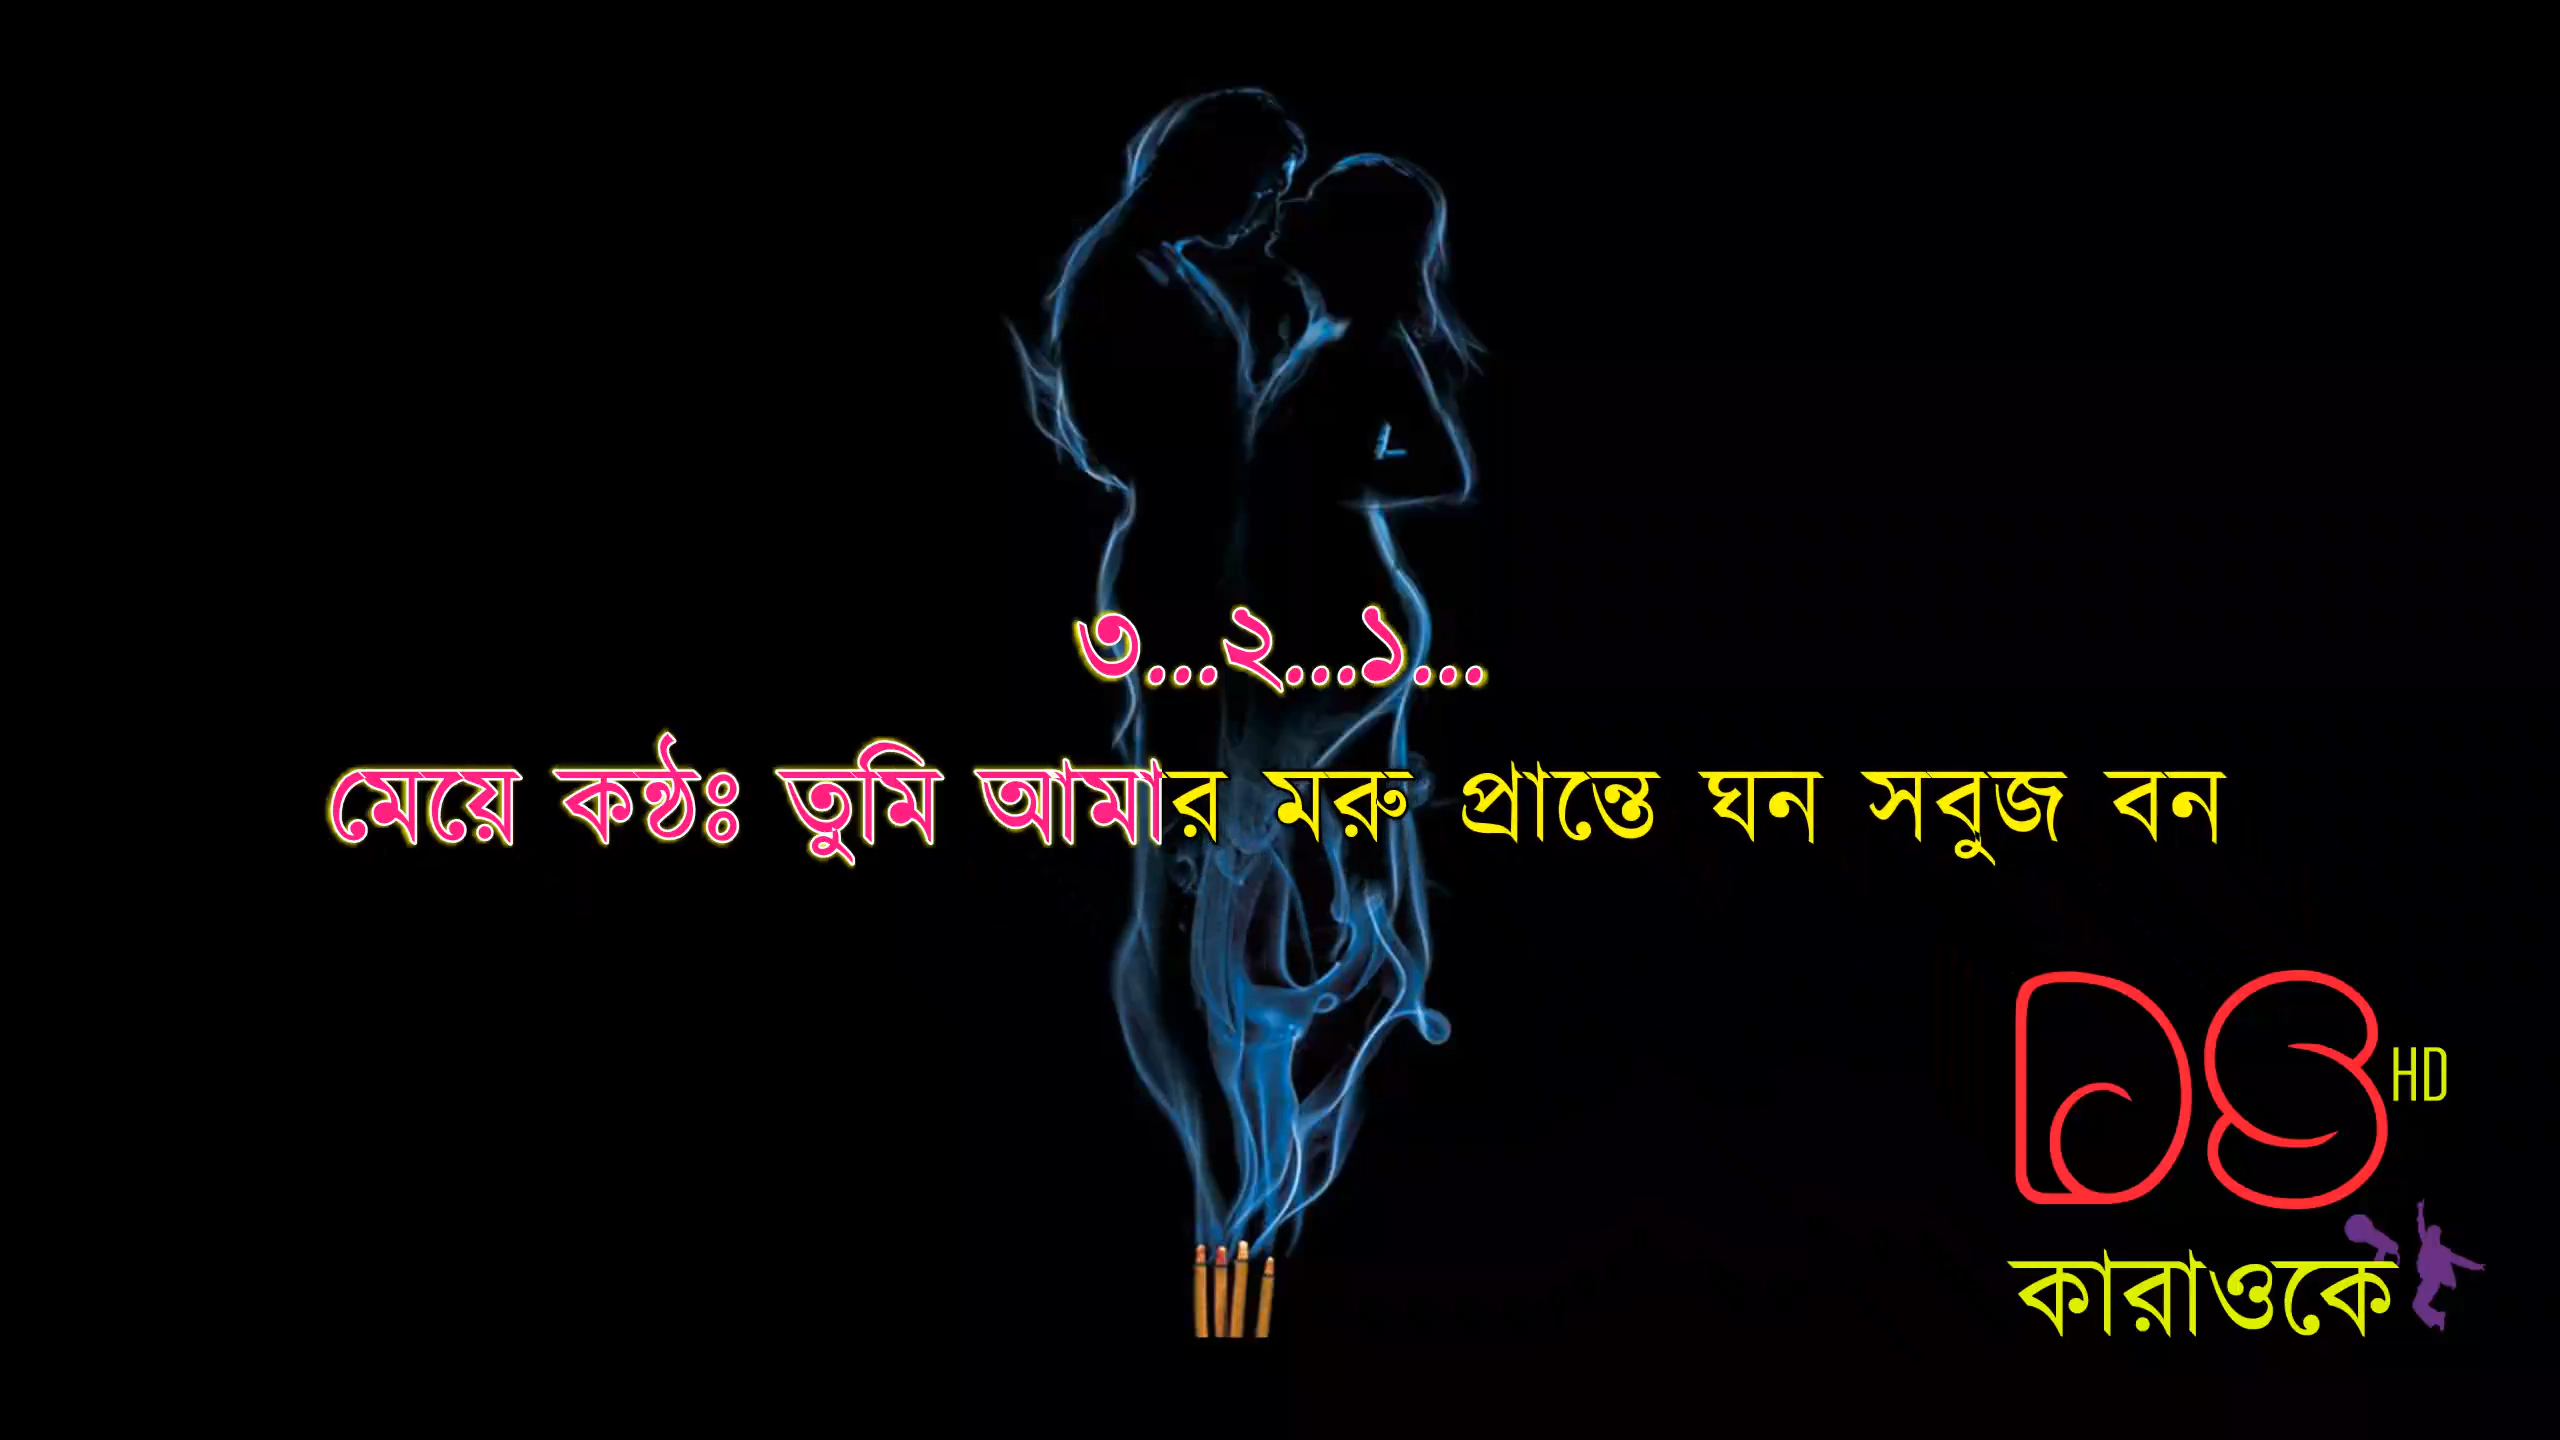 ৩...২...১...
মেয়ে কন্ঠঃ তুমি আমার মরু প্রান্তে ঘন সবুজ বন
DS HD
কারাওকে